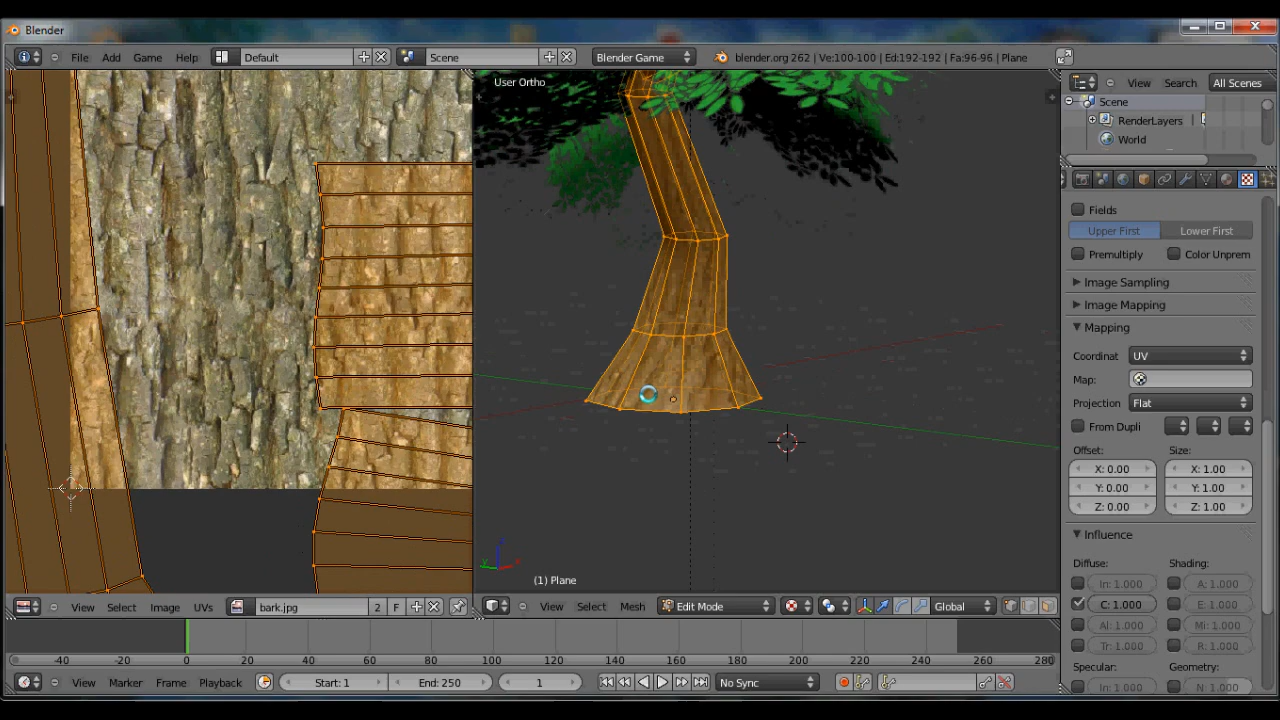 Blender
File Add Game Help Default Scene Blender Game blender.org 262 | Ve:100-100 | Ed:192-192 | Fa:96-96 | Plane
User Ortho
View Search All Scenes
Scene
RenderLayers
World
Fields
Upper First Lower First
Premultiply Color Unprem
Image Sampling
Image Mapping
Mapping
Coordinat UV
Map:
Projection Flat
From Dupli
Offset: Size:
X: 0.00 X: 1.00
Y: 0.00 Y: 1.00
Z: 0.00 Z: 1.00
Influence
Diffuse: Shading:
In: 1.000 A: 1.000
C: 1.000 E: 1.000
Al: 1.000 Mi: 1.000
Tr: 1.000 R: 1.000
Specular: Geometry:
In: 1.000 N: 1.000
(1) Plane
View Select Image UVs bark.jpg 2 F
View Select Mesh Edit Mode Global
-40 -20 0 20 40 60 80 100 120 140 160 180 200 220 240 260 280
View Marker Frame Playback Start: 1 End: 250 1 No Sync